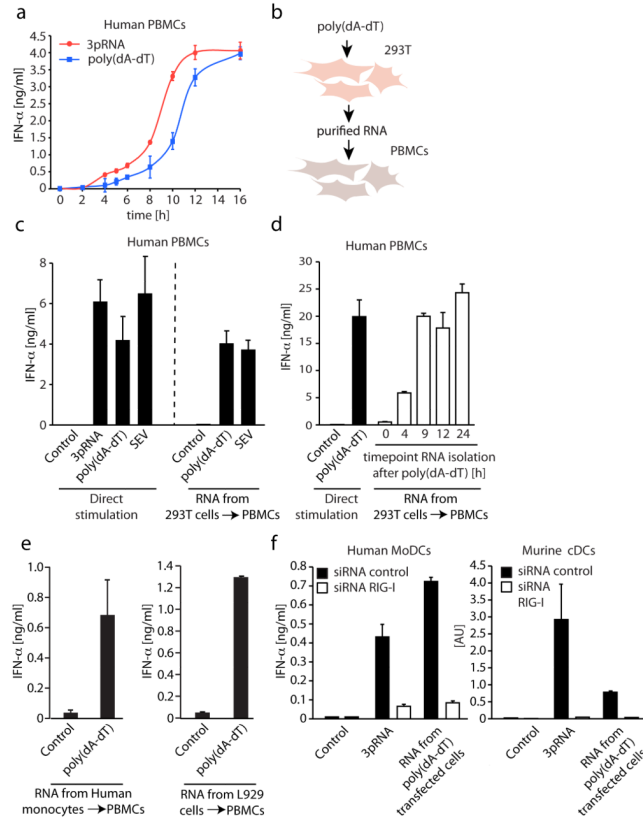 a
Human PBMCs
3pRNA
poly(dA-dT)
IFN-α [ng/ml]
4.5
4.0
3.5
3.0
2.5
2.0
1.5
1.0
0.5
0
0 2 4 6 8 10 12 14 16
time [h]
b
poly(dA-dT)
293T
purified RNA
PBMCs
c
Human PBMCs
IFN-α [ng/ml]
8
6
4
2
0
Control
3pRNA
poly(dA-dT)
SEV
Control
poly(dA-dT)
SEV
Direct
stimulation
RNA from
293T cells → PBMCs
d
Human PBMCs
IFN-α [ng/ml]
30
25
20
15
10
5
0
Control
poly(dA-dT)
0 4 9 12 24
timepoint RNA isolation
after poly(dA-dT) [h]
Direct
stimulation
RNA from
293T cells → PBMCs
e
IFN-α [ng/ml]
1.0
0.8
0.6
0.4
0.2
0
Control
poly(dA-dT)
RNA from Human
monocytes → PBMCs
IFN-α [ng/ml]
1.4
1.2
1.0
0.8
0.6
0.4
0.2
0
Control
poly(dA-dT)
RNA from L929
cells → PBMCs
f
Human MoDCs
siRNA control
siRNA RIG-I
IFN-α [ng/ml]
0.8
0.7
0.6
0.5
0.4
0.3
0.2
0.1
0
Control
3pRNA
RNA from
poly(dA-dT)
transfected cells
Murine cDCs
siRNA control
siRNA
RIG-I
[AU]
4.5
4.0
3.5
3.0
2.5
2.0
1.5
1.0
0.5
0
Control
3pRNA
RNA from
poly(dA-dT)
transfected cells